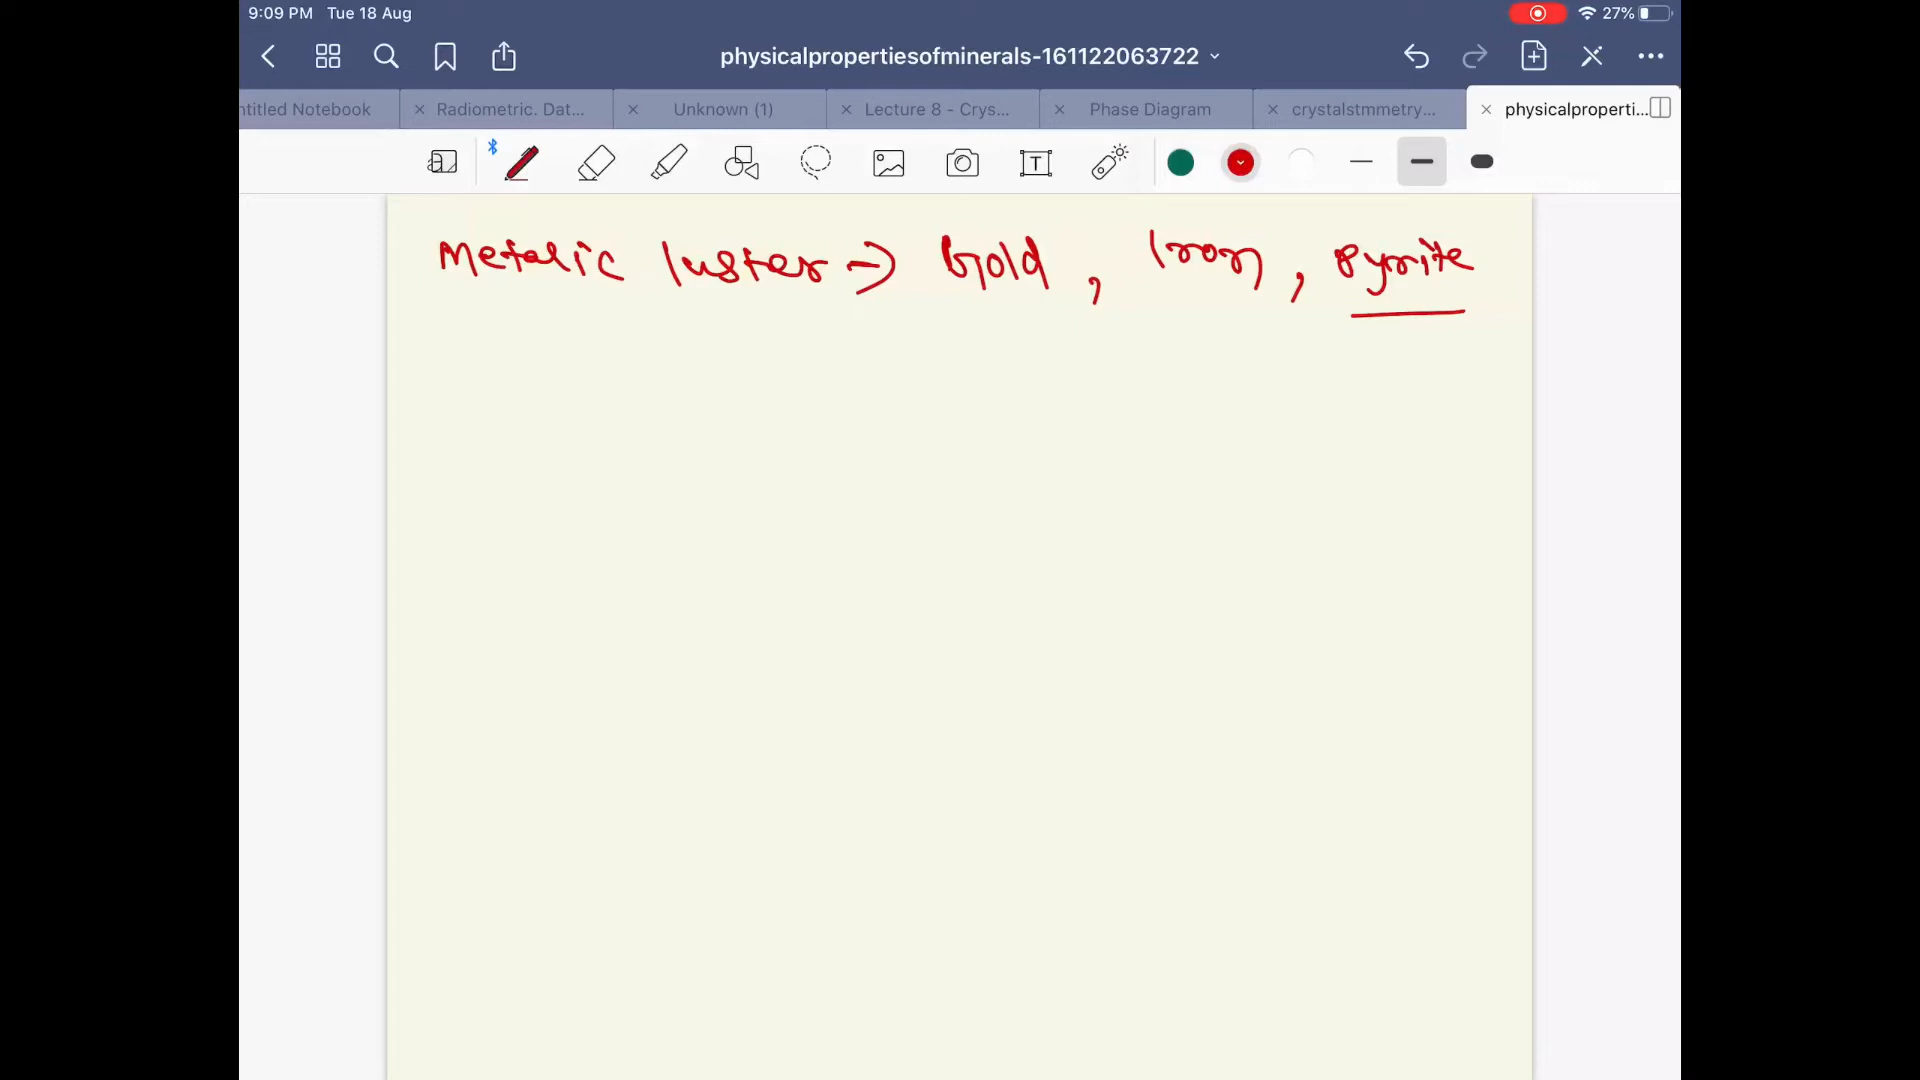 9:09 PM Tue 18 Aug 27%
physicalpropertiesofminerals-161122063722
ntitled Notebook Radiometric. Dat... Unknown (1) Lecture 8 - Crys... Phase Diagram crystalstmmetry... physicalproperti...
T
Metalic luster → Gold, Iron, Pyrite